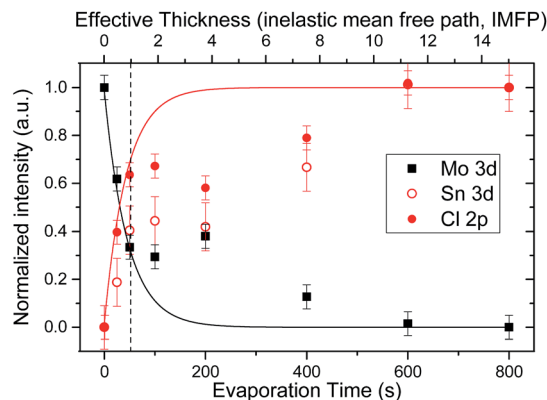 Effective Thickness (inelastic mean free path, IMFP)
0 1 2 4 6 8 10 12 14
Normalized intensity (a.u.)
1.0
0.8
0.6
0.4
0.2
0.0
Mo 3d
Sn 3d
Cl 2p
0 200 400 600 800
Evaporation Time (s)